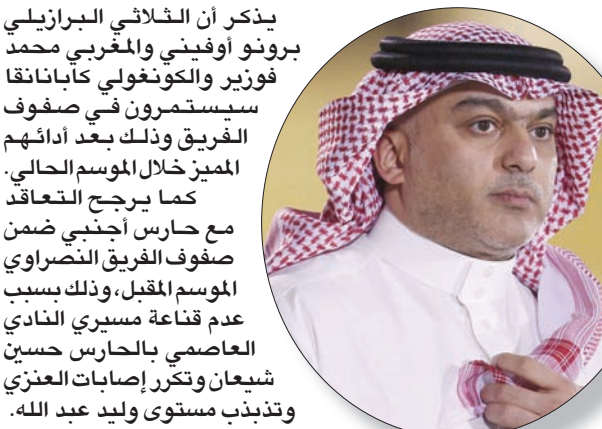 يذكر أن الثلاثي البرازيلي
برونو أوفيني والمغربي محمد
فوزير والكونغولي كابانانقا
سيستمرون في صفوف
الفريق وذلك بعد أدائهم
المميز خلال الموسم الحالي.
كما يرجح التعاقد
مع حارس أجنبي ضمن
صفوف الفريق النصراوي
الموسم المقبل، وذلك بسبب
عدم قناعة مسيري النادي
العاصمي بالحارس حسين
شيعان وتكرر إصابات العنزي
وتذبذب مستوى وليد عبد الله.